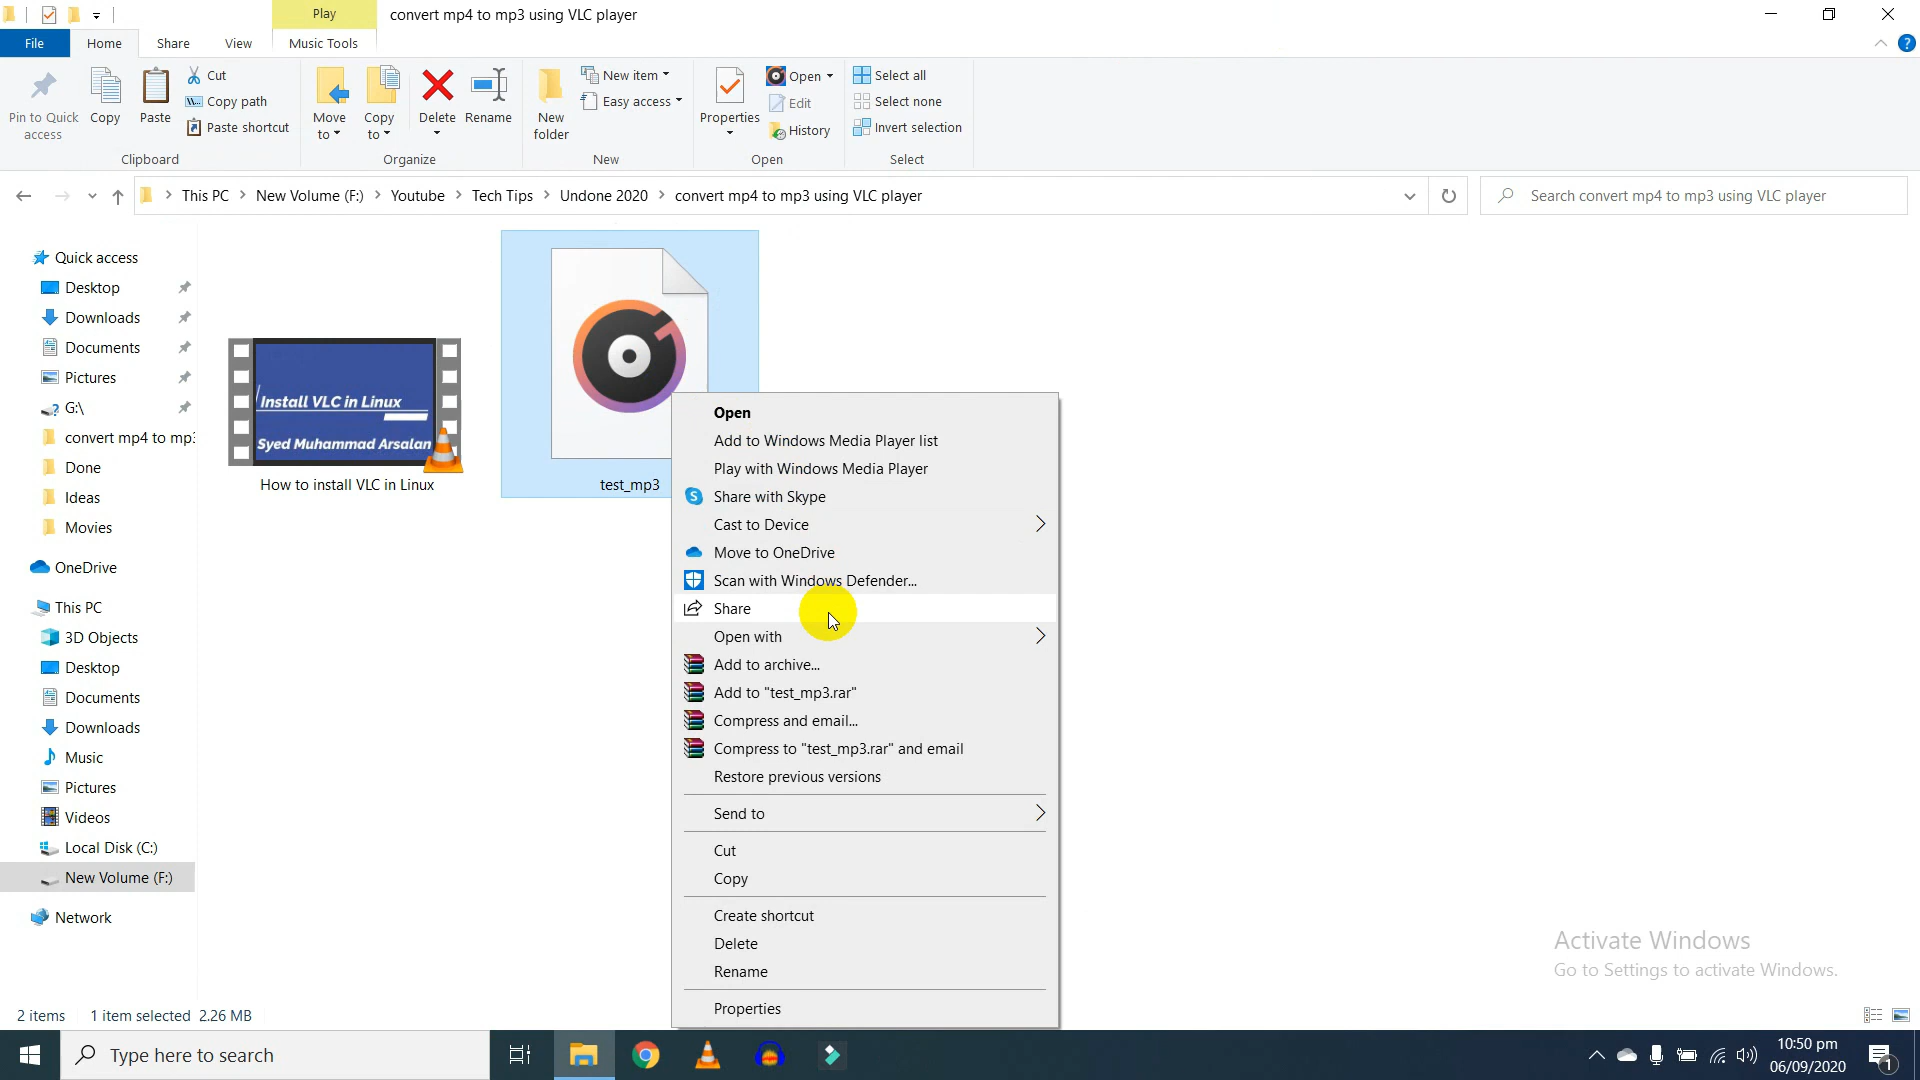 Play
convert mp4 to mp3 using VLC player
File
Home
Share
View
Music Tools
?
Pin to Quick
access
Copy
Paste
Cut
Copy path
Paste shortcut
Clipboard
Move
to
Copy
to
Delete
Rename
Organize
New
folder
New item
Easy access
New
Properties
Open
Edit
History
Open
Select all
Select none
Invert selection
Select
This PC
New Volume (F:)
Youtube
Tech Tips
Undone 2020
convert mp4 to mp3 using VLC player
Search convert mp4 to mp3 using VLC player
Quick access
Desktop
Downloads
Documents
Pictures
G:\
convert mp4 to mp3
Done
Ideas
Movies
OneDrive
This PC
3D Objects
Desktop
Documents
Downloads
Music
Pictures
Videos
Local Disk (C:)
New Volume (F:)
Network
Install VLC in Linux
Syed Muhammad Arsalan
How to install VLC in Linux
test_mp3
Open
Add to Windows Media Player list
Play with Windows Media Player
Share with Skype
Cast to Device
Move to OneDrive
Scan with Windows Defender...
Share
Open with
Add to archive...
Add to "test_mp3.rar"
Compress and email...
Compress to "test_mp3.rar" and email
Restore previous versions
Send to
Cut
Copy
Create shortcut
Delete
Rename
Properties
Activate Windows
Go to Settings to activate Windows.
2 items
1 item selected 2.26 MB
Type here to search
10:50 pm
06/09/2020
1